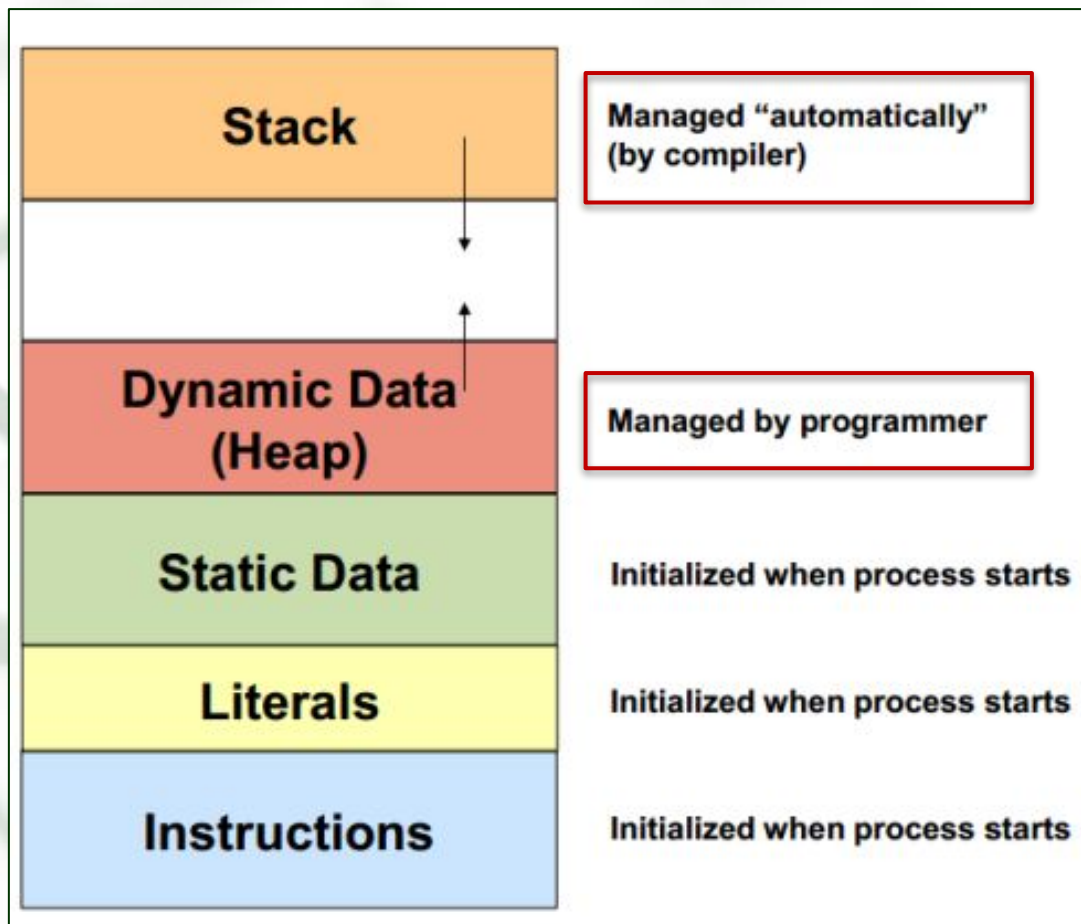 Stack
Managed “automatically”
(by compiler)
Dynamic Data
(Heap)
Managed by programmer
Static Data
Initialized when process starts
Literals
Initialized when process starts
Instructions
Initialized when process starts